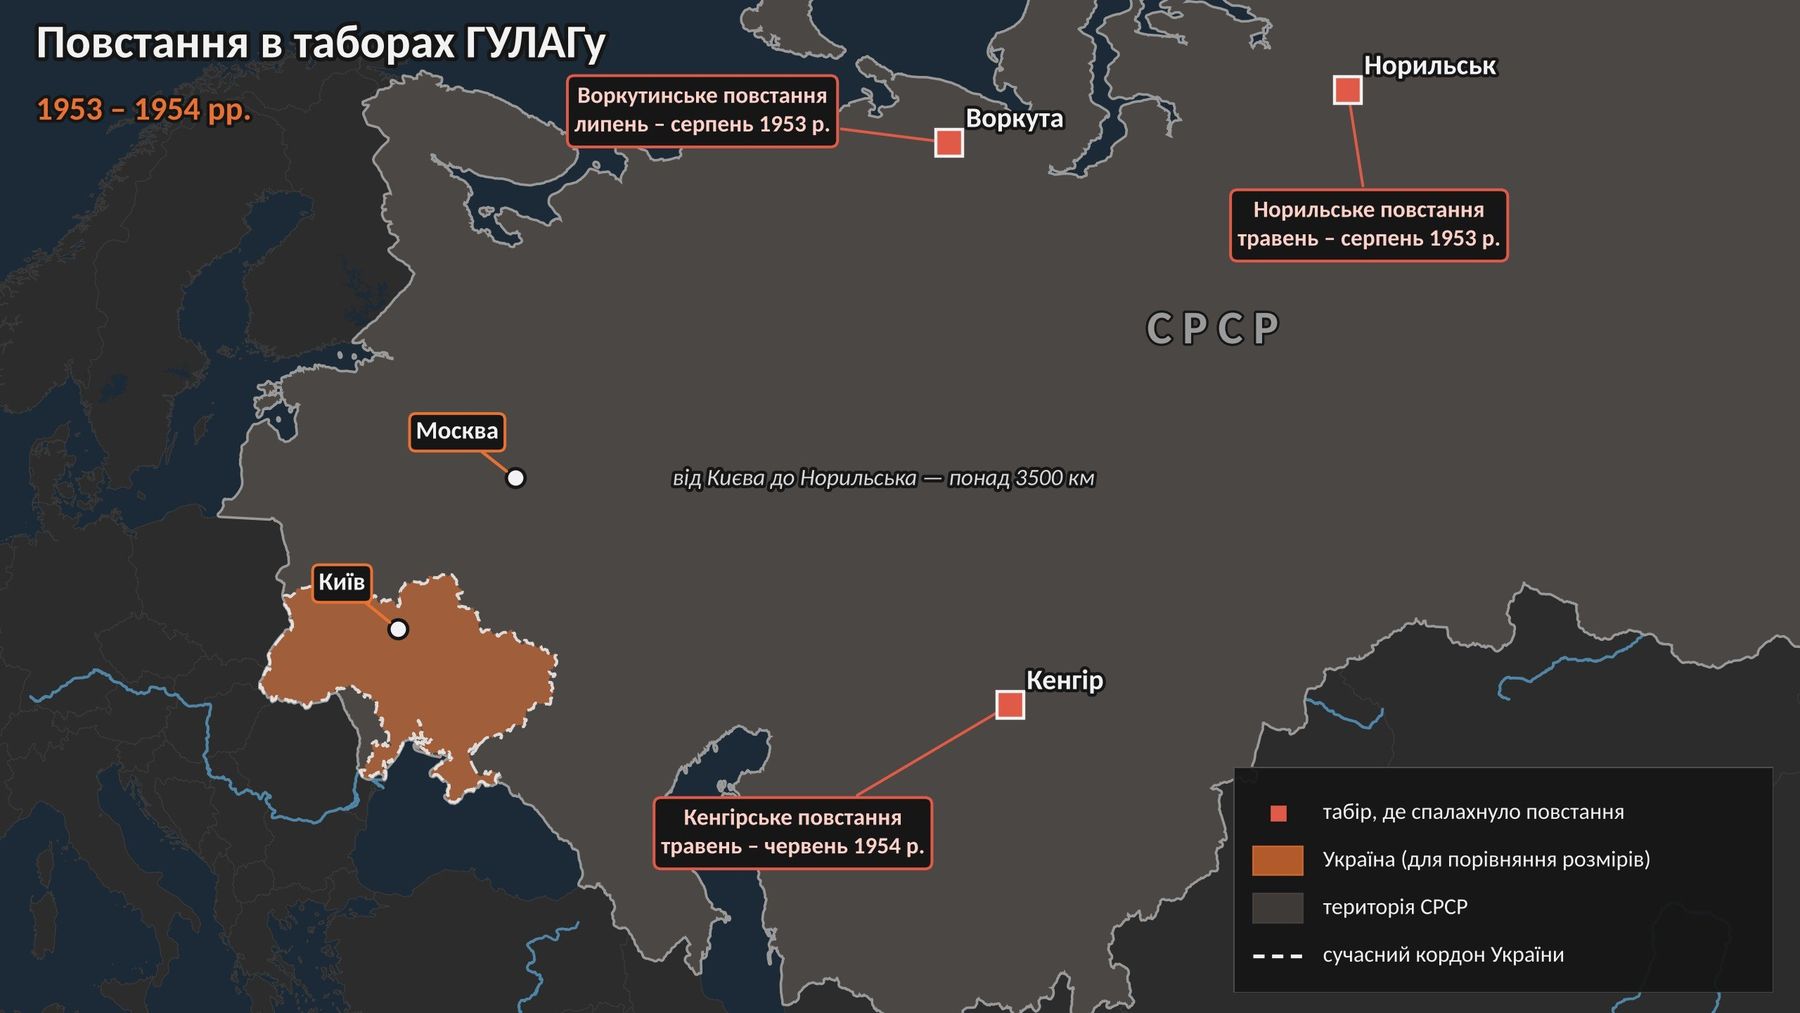 Повстання в таборах ГУЛАГу
1953 – 1954 рр.
Воркутинське повстання
липень – серпень 1953 р.
Воркута
Норильськ
Норильське повстання
травень – серпень 1953 р.
СРСР
Москва
від Києва до Норильська — понад 3500 км
Київ
Кенгір
Кенгірське повстання
травень – червень 1954 р.
табір, де спалахнуло повстання
Україна (для порівняння розмірів)
територія СРСР
сучасний кордон України